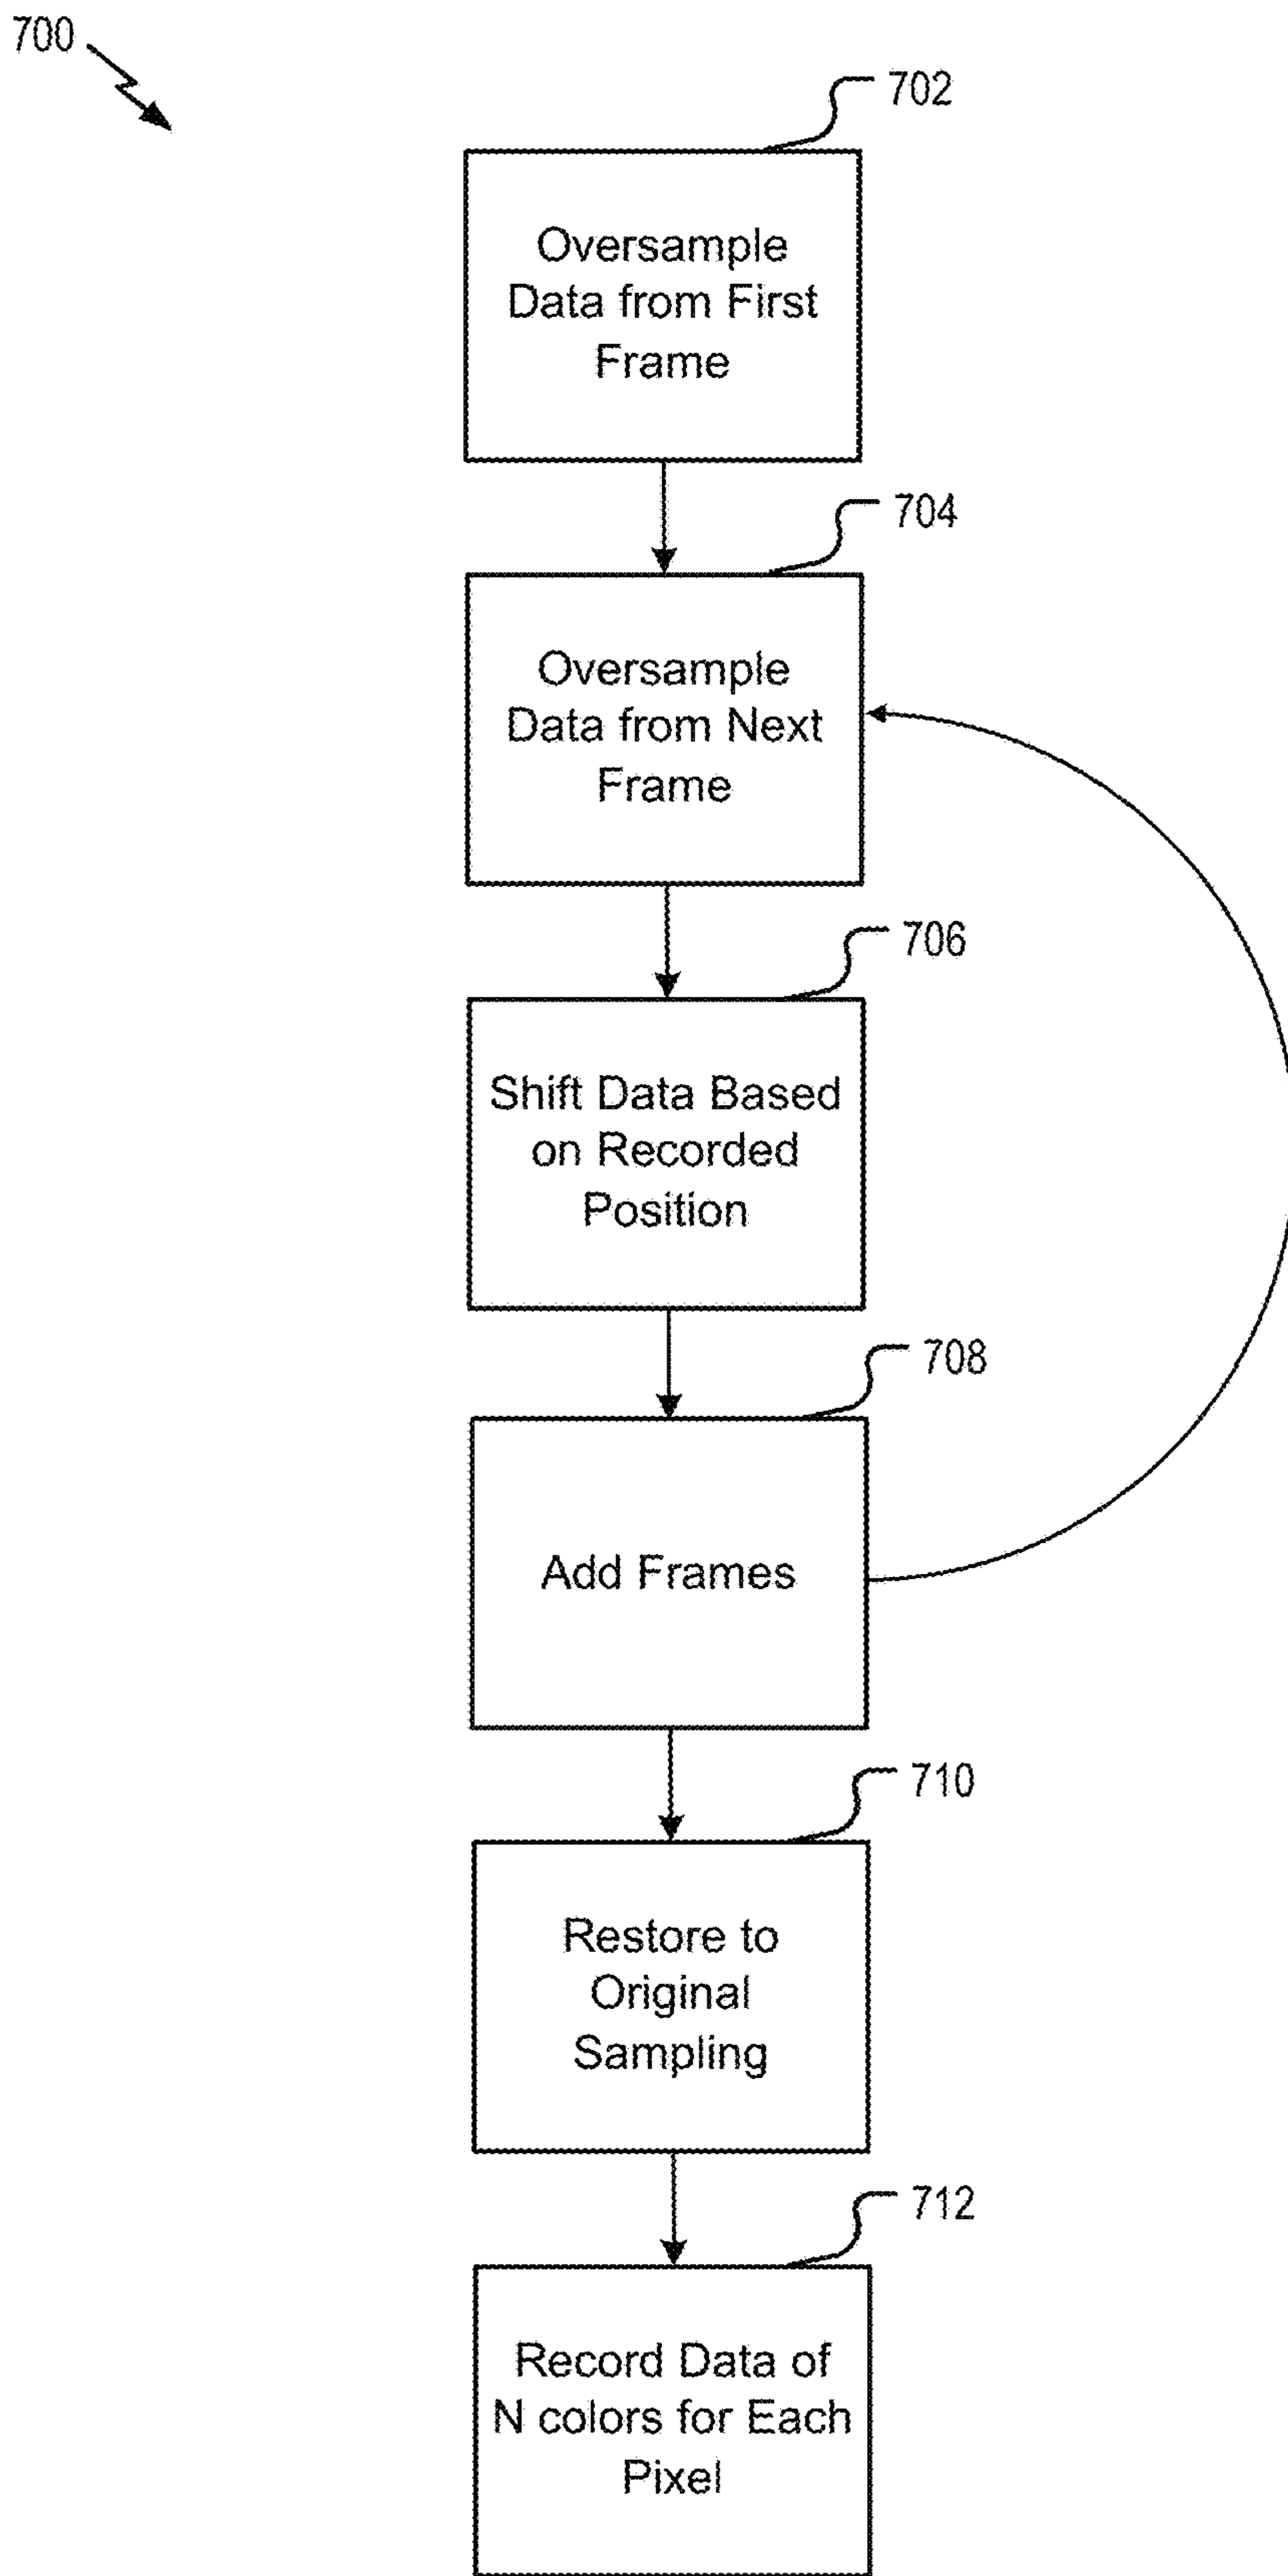 700
702
Oversample
Data from First
Frame
704
Oversample
Data from Next
Frame
706
Shift Data Based
on Recorded
Position
708
Add Frames
710
Restore to
Original
Sampling
712
Record Data of
N colors for Each
Pixel